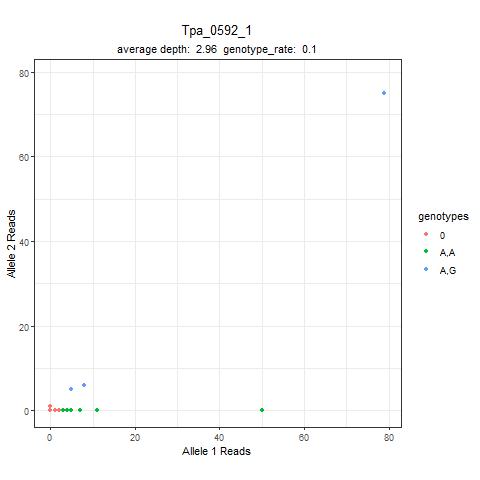 Tpa_0592_1
average depth:  2.96  genotype_rate:  0.1
80
60
40
20
0
Allele 2 Reads
0 20 40 60 80
Allele 1 Reads
genotypes
0
A,A
A,G